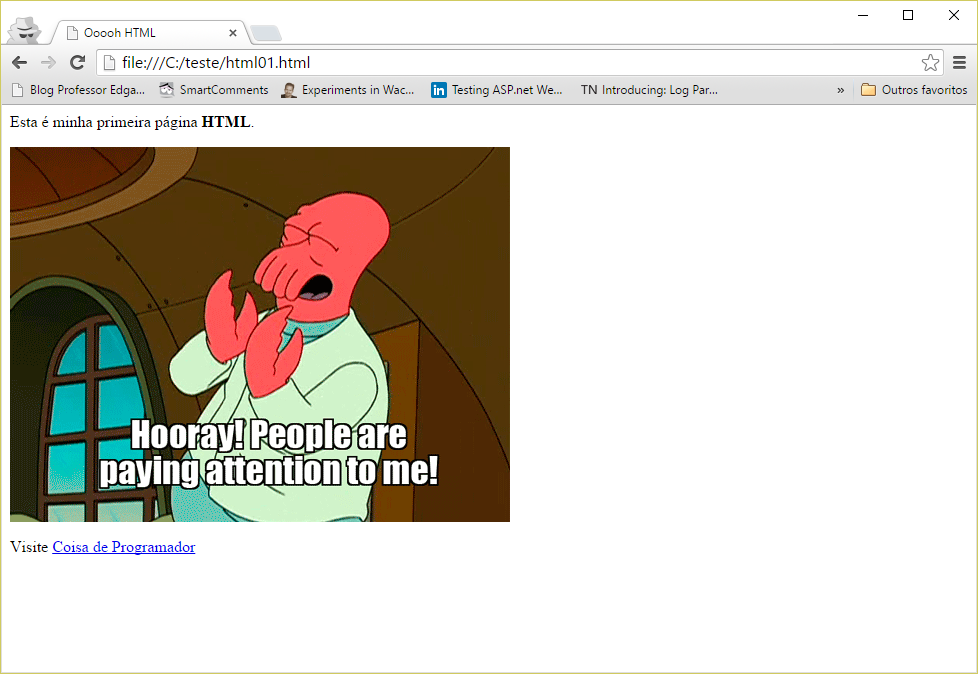 Ooooh HTML
file:///C:/teste/html01.html
Blog Professor Edga... SmartComments Experiments in Wac... in Testing ASP.net We... TN Introducing: Log Par... » Outros favoritos
Esta é minha primeira página HTML.
Hooray! People are
paying attention to me!
Visite Coisa de Programador